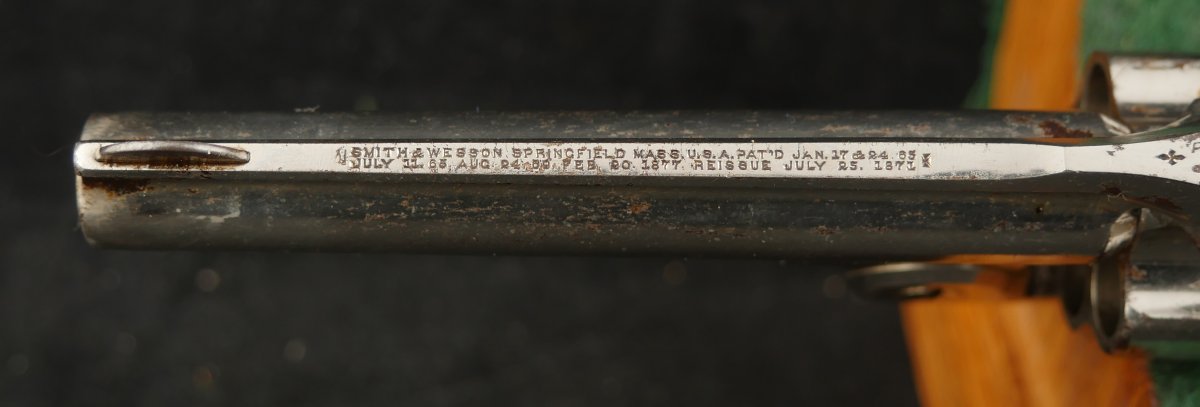 SMITH & WESSON. SPRINGFIELD MASS. U.S.A. PAT'D JAN. 17 & 24. 65
JULY 11. 65. AUG. 24. 69. FEB. 20. 1877. REISSUE JULY 25. 1871